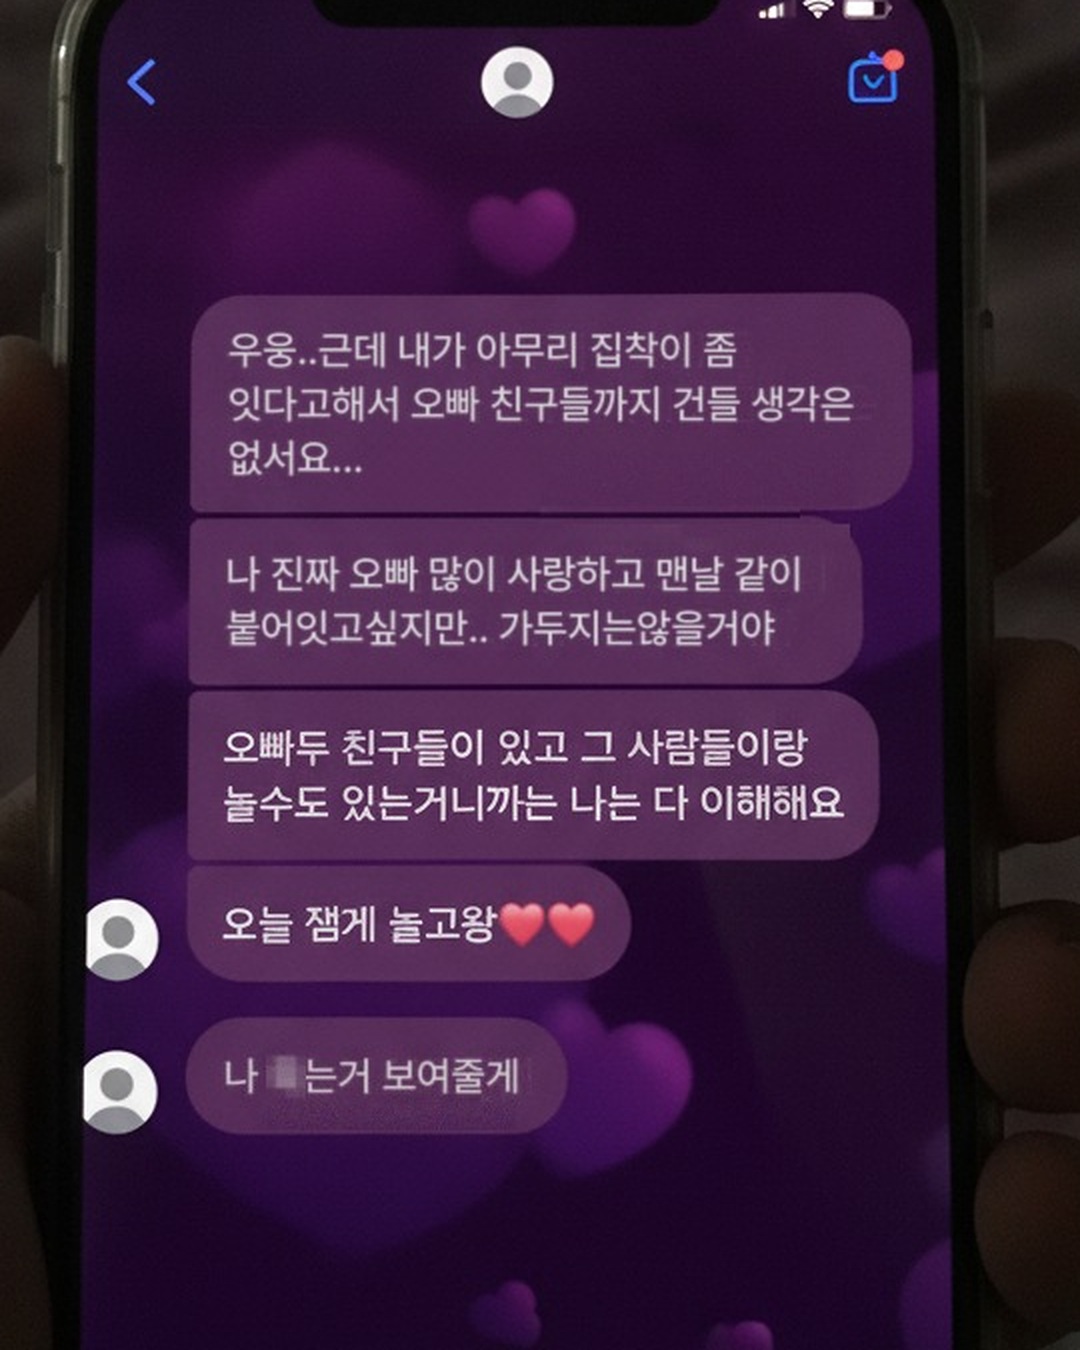 우웅..근데 내가 아무리 집착이 좀
잇다고해서 오빠 친구들까지 건들 생각은
없서요...
나 진짜 오빠 많이 사랑하고 맨날 같이
붙어잇고싶지만.. 가두지는않을거야
오빠두 친구들이 있고 그 사람들이랑
놀수도 있는거니까는 나는 다 이해해요
오늘 잼게 놀고왕❤️❤️
나 는거 보여줄게